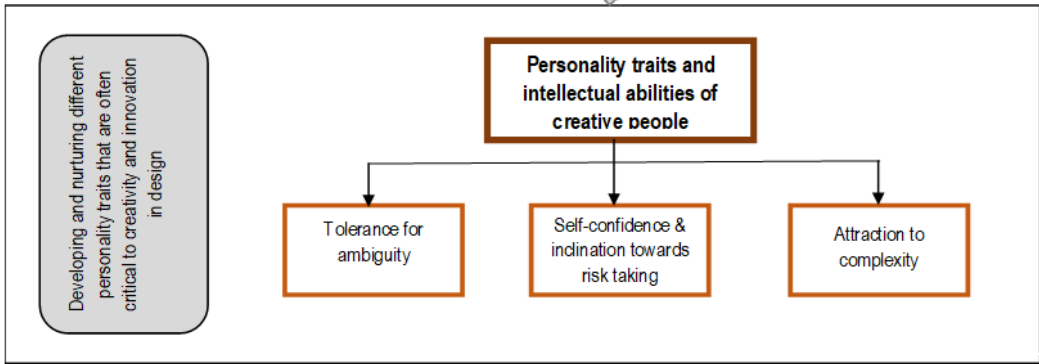 Developing and nurturing different
personality traits that are often
critical to creativity and innovation
in design
Personality traits and
intellectual abilities of
creative people
Tolerance for
ambiguity
Self-confidence &
inclination towards
risk taking
Attraction to
complexity